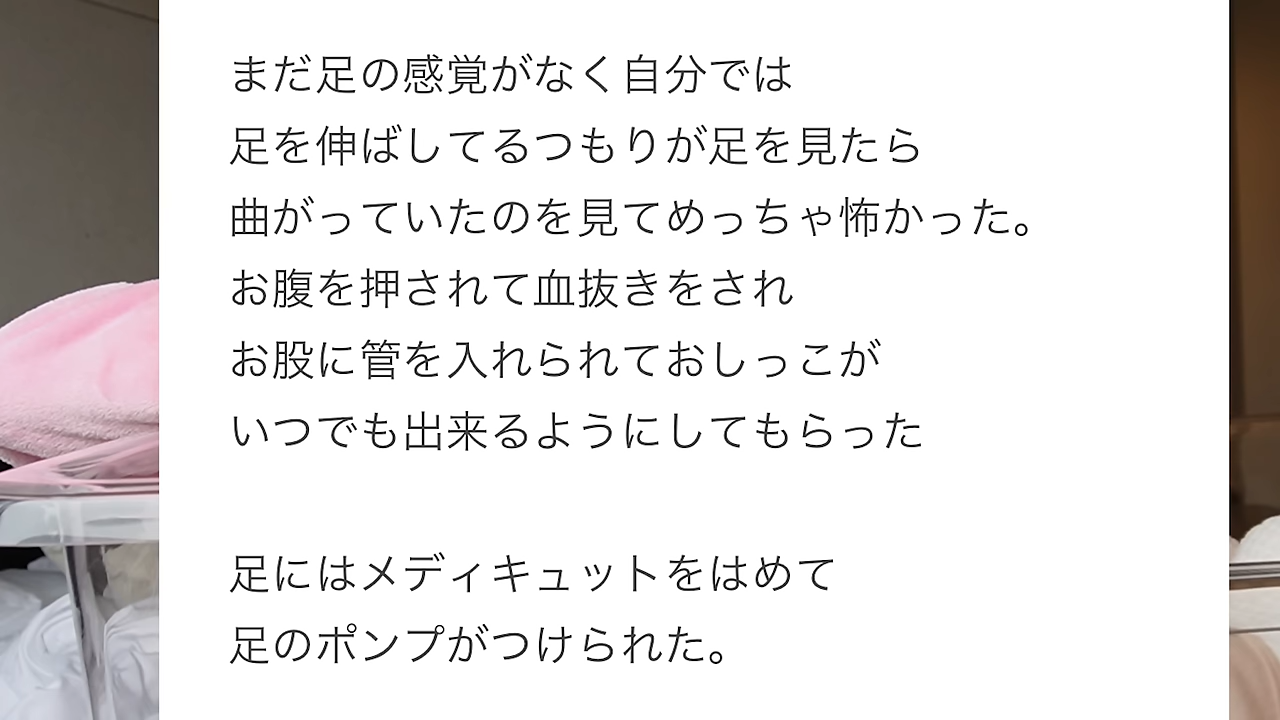 まだ足の感覚がなく自分では
足を伸ばしてるつもりが足を見たら
曲がっていたのを見てめっちゃ怖かった。
お腹を押されて血抜きをされ
お股に管を入れられておしっこが
いつでも出来るようにしてもらった
足にはメディキュットをはめて
足のポンプがつけられた。